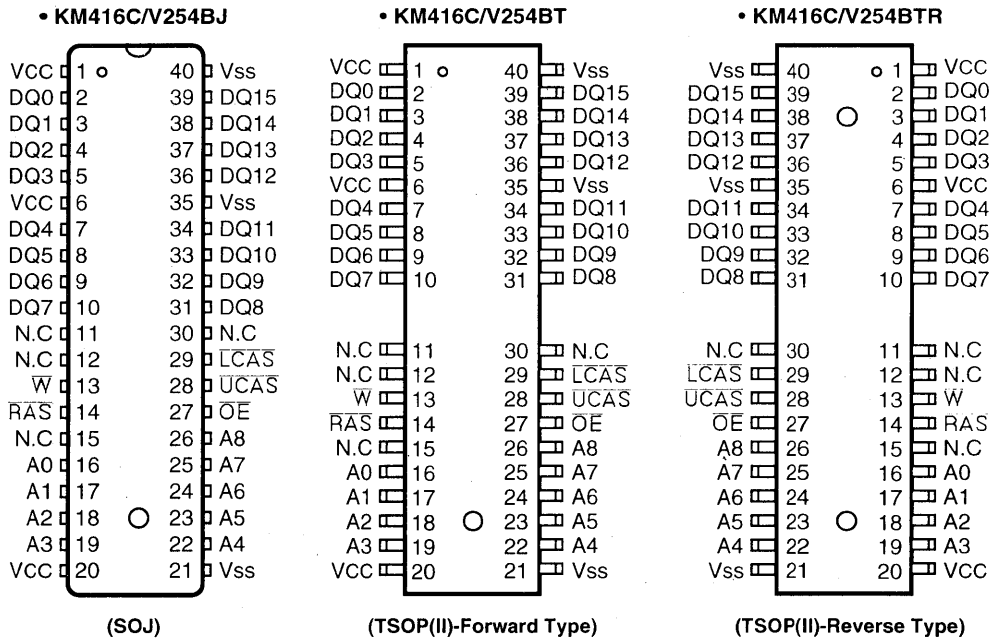 • KM416C/V254BJ • KM416C/V254BT • KM416C/V254BTR
VCC 1 40 Vss
DQ0 2 39 DQ15
DQ1 3 38 DQ14
DQ2 4 37 DQ13
DQ3 5 36 DQ12
VCC 6 35 Vss
DQ4 7 34 DQ11
DQ5 8 33 DQ10
DQ6 9 32 DQ9
DQ7 10 31 DQ8
N.C 11 30 N.C
N.C 12 29 L̅C̅A̅S̅
W̅ 13 28 U̅C̅A̅S̅
R̅A̅S̅ 14 27 O̅E̅
N.C 15 26 A8
A0 16 25 A7
A1 17 24 A6
A2 18 23 A5
A3 19 22 A4
VCC 20 21 Vss
(SOJ)
VCC 1 40 Vss
DQ0 2 39 DQ15
DQ1 3 38 DQ14
DQ2 4 37 DQ13
DQ3 5 36 DQ12
VCC 6 35 Vss
DQ4 7 34 DQ11
DQ5 8 33 DQ10
DQ6 9 32 DQ9
DQ7 10 31 DQ8
N.C 11 30 N.C
N.C 12 29 L̅C̅A̅S̅
W̅ 13 28 U̅C̅A̅S̅
R̅A̅S̅ 14 27 O̅E̅
N.C 15 26 A8
A0 16 25 A7
A1 17 24 A6
A2 18 23 A5
A3 19 22 A4
VCC 20 21 Vss
(TSOP(II)-Forward Type)
Vss 40 1 VCC
DQ15 39 2 DQ0
DQ14 38 3 DQ1
DQ13 37 4 DQ2
DQ12 36 5 DQ3
Vss 35 6 VCC
DQ11 34 7 DQ4
DQ10 33 8 DQ5
DQ9 32 9 DQ6
DQ8 31 10 DQ7
N.C 30 11 N.C
L̅C̅A̅S̅ 29 12 N.C
U̅C̅A̅S̅ 28 13 W̅
O̅E̅ 27 14 R̅A̅S̅
A8 26 15 N.C
A7 25 16 A0
A6 24 17 A1
A5 23 18 A2
A4 22 19 A3
Vss 21 20 VCC
(TSOP(II)-Reverse Type)